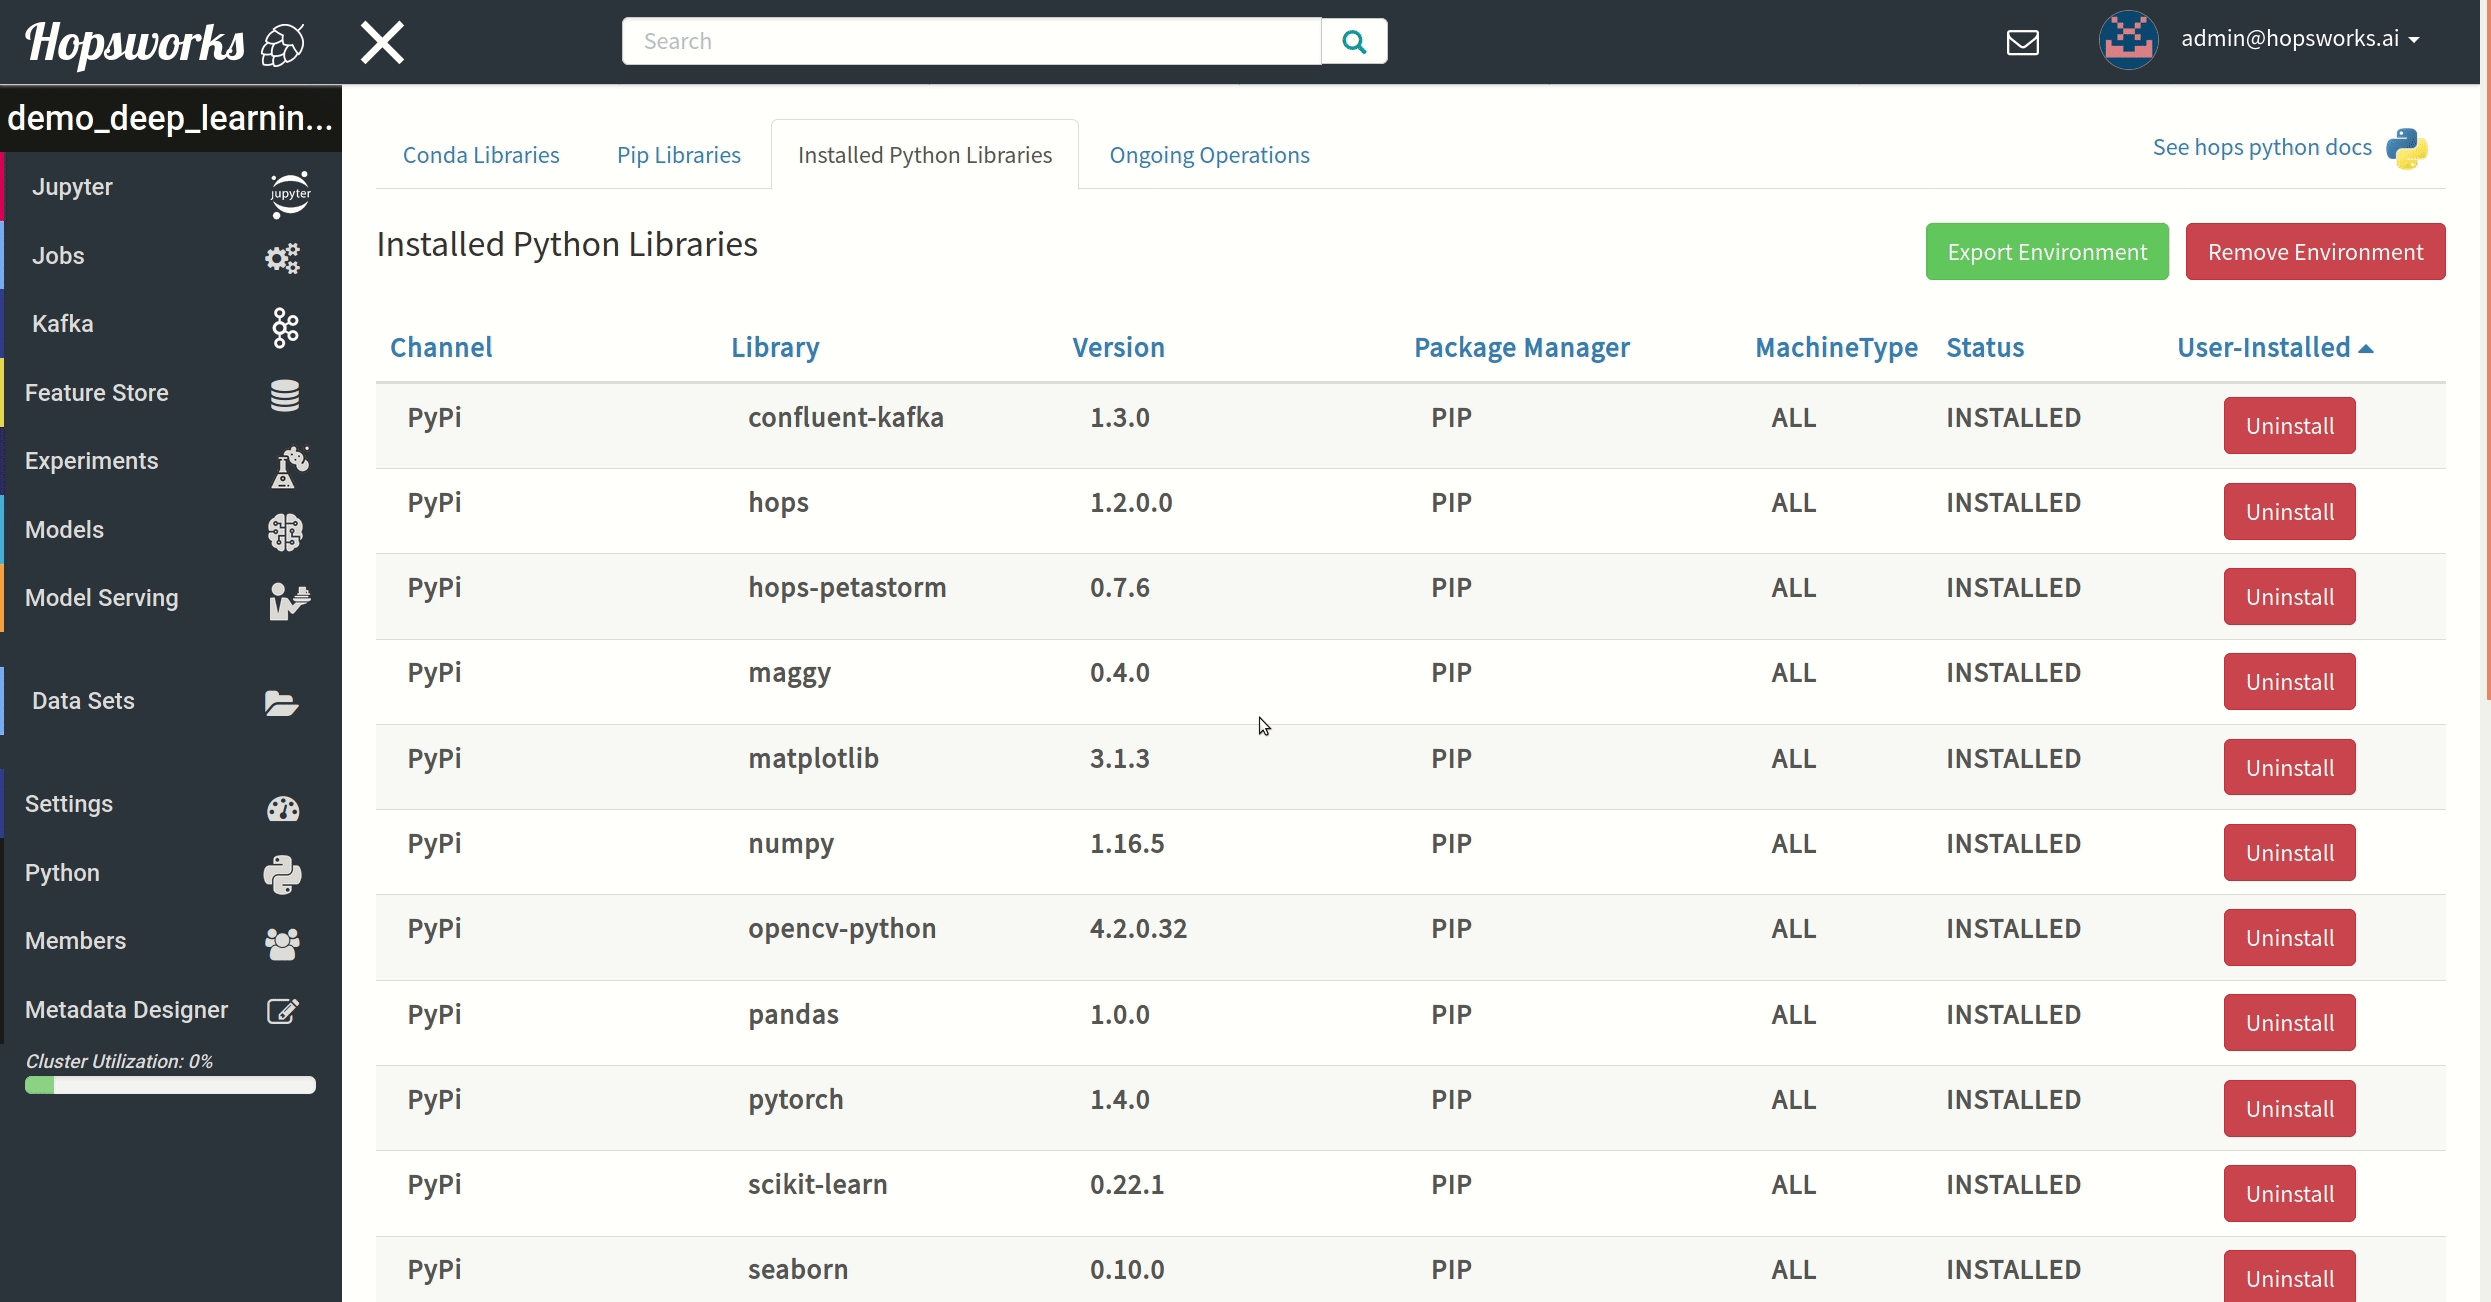 Hopsworks
Search
admin@hopsworks.ai
demo_deep_learnin...
Jupyter
jupyter
Jobs
Kafka
Feature Store
Experiments
Models
Model Serving
Data Sets
Settings
Python
Members
Metadata Designer
Cluster Utilization: 0%
Conda Libraries Pip Libraries Installed Python Libraries Ongoing Operations
See hops python docs
Installed Python Libraries
Export Environment Remove Environment
Channel Library Version Package Manager MachineType Status User-Installed
PyPi confluent-kafka 1.3.0 PIP ALL INSTALLED Uninstall
PyPi hops 1.2.0.0 PIP ALL INSTALLED Uninstall
PyPi hops-petastorm 0.7.6 PIP ALL INSTALLED Uninstall
PyPi maggy 0.4.0 PIP ALL INSTALLED Uninstall
PyPi matplotlib 3.1.3 PIP ALL INSTALLED Uninstall
PyPi numpy 1.16.5 PIP ALL INSTALLED Uninstall
PyPi opencv-python 4.2.0.32 PIP ALL INSTALLED Uninstall
PyPi pandas 1.0.0 PIP ALL INSTALLED Uninstall
PyPi pytorch 1.4.0 PIP ALL INSTALLED Uninstall
PyPi scikit-learn 0.22.1 PIP ALL INSTALLED Uninstall
PyPi seaborn 0.10.0 PIP ALL INSTALLED Uninstall